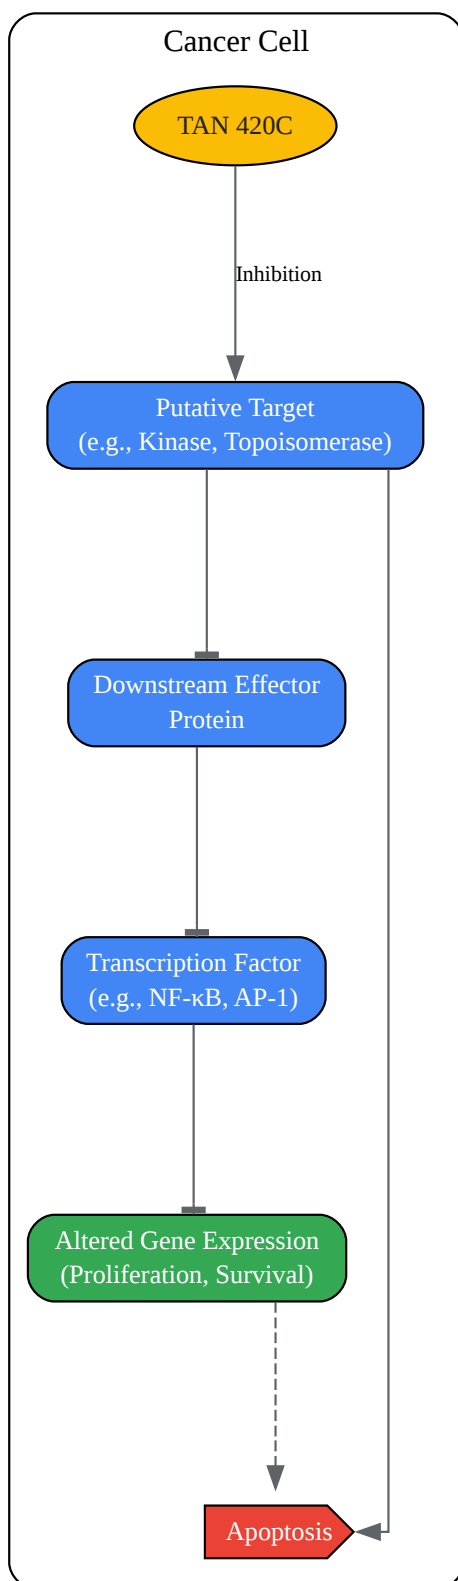 Cancer Cell
TAN 420C
Inhibition
Putative Target
(e.g., Kinase, Topoisomerase)
Downstream Effector
Protein
Transcription Factor
(e.g., NF-κB, AP-1)
Altered Gene Expression
(Proliferation, Survival)
Apoptosis